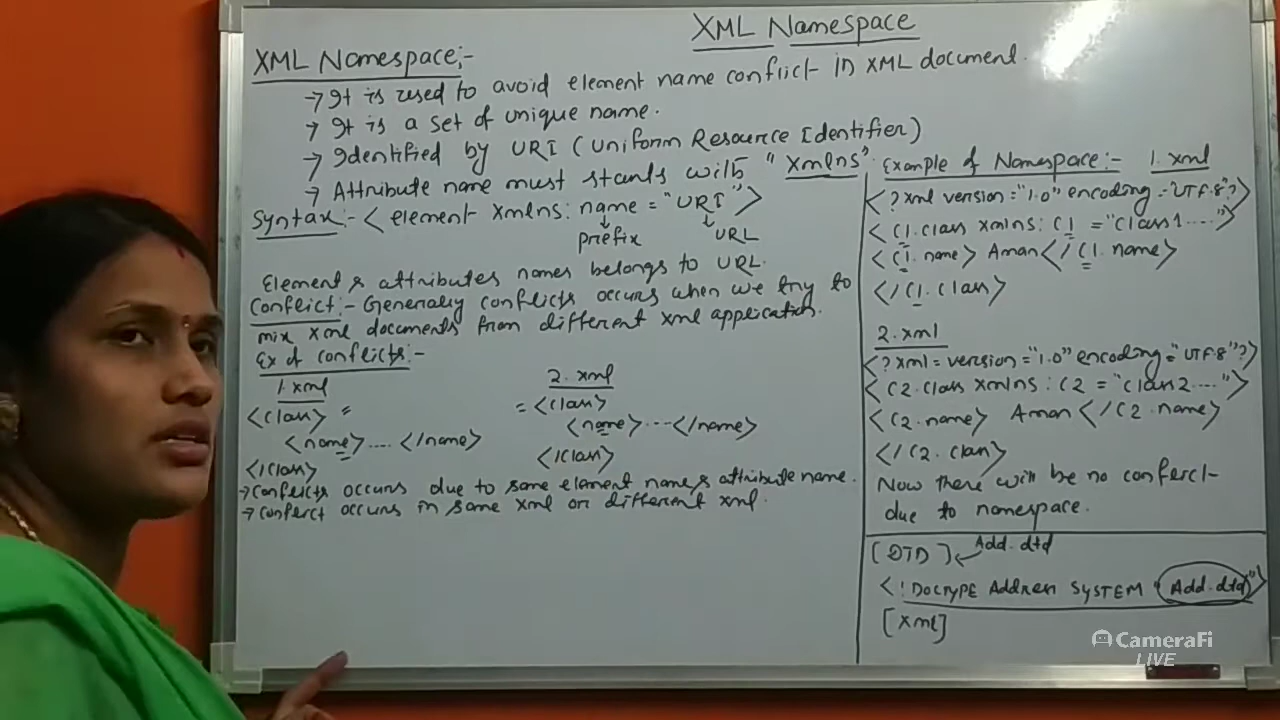 XML Namespace
XML Namespace:-
→ It is used to avoid element name conflict in XML document.
→ It is a set of unique name.
→ Identified by URI (Uniform Resource Identifier)
→ Attribute name must starts with "xmlns".
Syntax:- < element xmlns: name = "URI">
prefix URL
Element & attributes names belongs to URL.
Conflict:- Generally conflicts occurs when we try to
mix xml documents from different xml application.
Ex of conflicts:-
1. xml
<class> =
<name> .... </name>
</class>
2. xml
= <class>
<name> ... </name>
</class>
→ Conflicts occurs due to same element name & attribute name.
→ Conflict occurs in same xml or different xml.
Example of Namespace:- 1. xml
<?xml version="1.0" encoding="UTF.8"?>
<C1.class xmlns: C1 = "class1....">
<C1.name> Aman </C1.name>
</C1.class>
2. xml
<?xml=version="1.0" encoding="UTF.8"?>
<C2.class xmlns: C2 = "class2....">
<C2.name> Aman </C2.name>
</C2.class>
Now there will be no conflict
due to namespace.
[DTD] ← Add.dtd
<!DOCTYPE Address SYSTEM "Add.dtd">
[xml]
CameraFi
LIVE